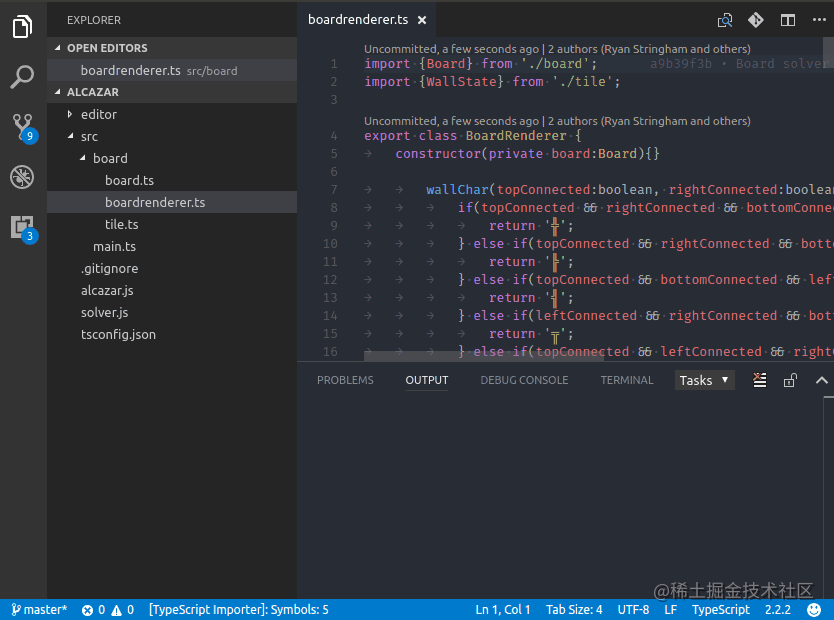 EXPLORER
OPEN EDITORS
boardrenderer.ts src/board
ALCAZAR
editor
src
board
board.ts
boardrenderer.ts
tile.ts
main.ts
.gitignore
alcazar.js
solver.js
tsconfig.json
9
3
boardrenderer.ts ×
Uncommitted, a few seconds ago | 2 authors (Ryan Stringham and others)
1 import {Board} from './board'; a9b39f3b • Board solver
2 import {WallState} from './tile';
3
Uncommitted, a few seconds ago | 2 authors (Ryan Stringham and others)
4 export class BoardRenderer {
5 constructor(private board:Board){}
6
7 wallChar(topConnected:boolean, rightConnected:boolean
8 if(topConnected && rightConnected && bottomConne
9 return '╬';
10 } else if(topConnected && rightConnected && bott
11 return '╠';
12 } else if(topConnected && bottomConnected && left
13 return '╣';
14 } else if(leftConnected && rightConnected && bot
15 return '╦';
16 } else if(topConnected && leftConnected && right
PROBLEMS OUTPUT DEBUG CONSOLE TERMINAL Tasks
@稀土掘金技术社区
master* 0 0 [TypeScript Importer]: Symbols: 5 Ln 1, Col 1 Tab Size: 4 UTF-8 LF TypeScript 2.2.2